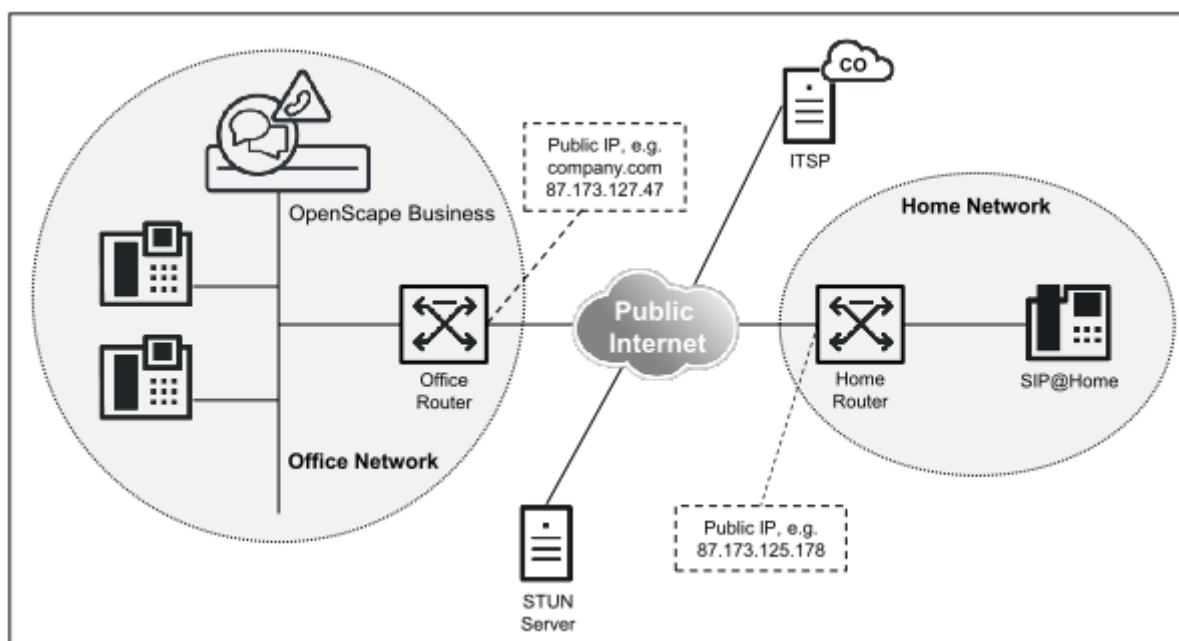 CO
ITSP
Public IP, e.g.
company.com
87.173.127.47
OpenScape Business
Home Network
Public
Internet
Office
Router
Home
Router
SIP@Home
Office Network
Public IP, e.g.
87.173.125.178
STUN
Server